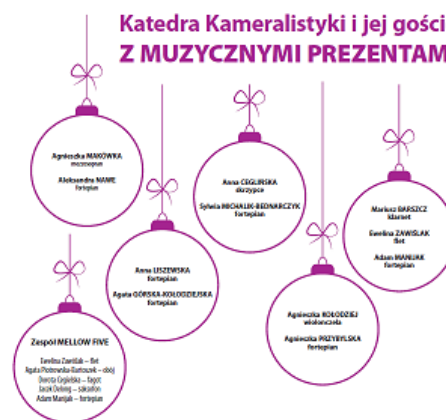 Katedra Kameralistyki i jej gości
Z MUZYCZNYMI PREZENTAM
Agnieszka MAKÓWKA
mezzosopran
Aleksandra NAWE
fortepian
Anna CEGLIŃSKA
skrzypce
Sylwia MICHALIK-BEDNARCZYK
fortepian
Mariusz BARSZCZ
klarnet
Ewelina ZAWIŚLAK
flet
Adam MANIJAK
fortepian
Anna LISZEWSKA
fortepian
Agata GÓRSKA-KOŁODZIEJSKA
fortepian
Agnieszka KOŁODZIEJ
wiolonczela
Agnieszka PRZYBYLSKA
fortepian
Zespół MELLOW FIVE
Ewelina Zawiślak – flet
Agata Piotrowska-Bartoszek – obój
Dorota Cegielska – fagot
Jacek Delong – saksofon
Adam Manijak – fortepian